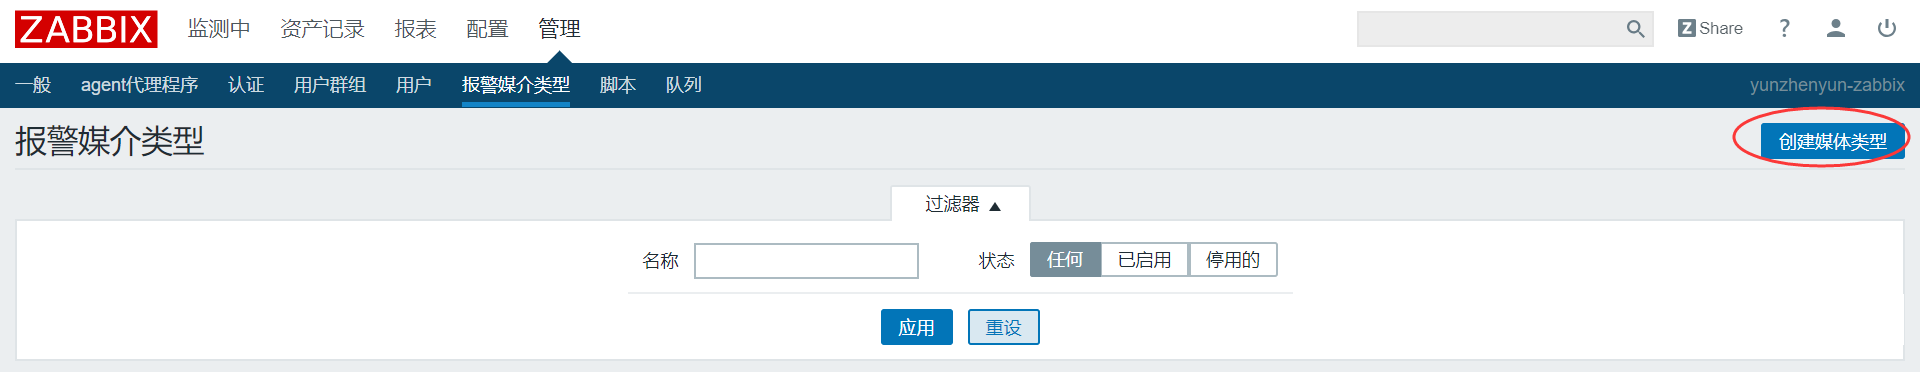 ZABBIX 监测中 资产记录 报表 配置 管理 Z Share ?
一般 agent代理程序 认证 用户群组 用户 报警媒介类型 脚本 队列 yunzhenyun-zabbix
报警媒介类型 创建媒体类型
过滤器 ▲
名称 状态 任何 已启用 停用的
应用 重设